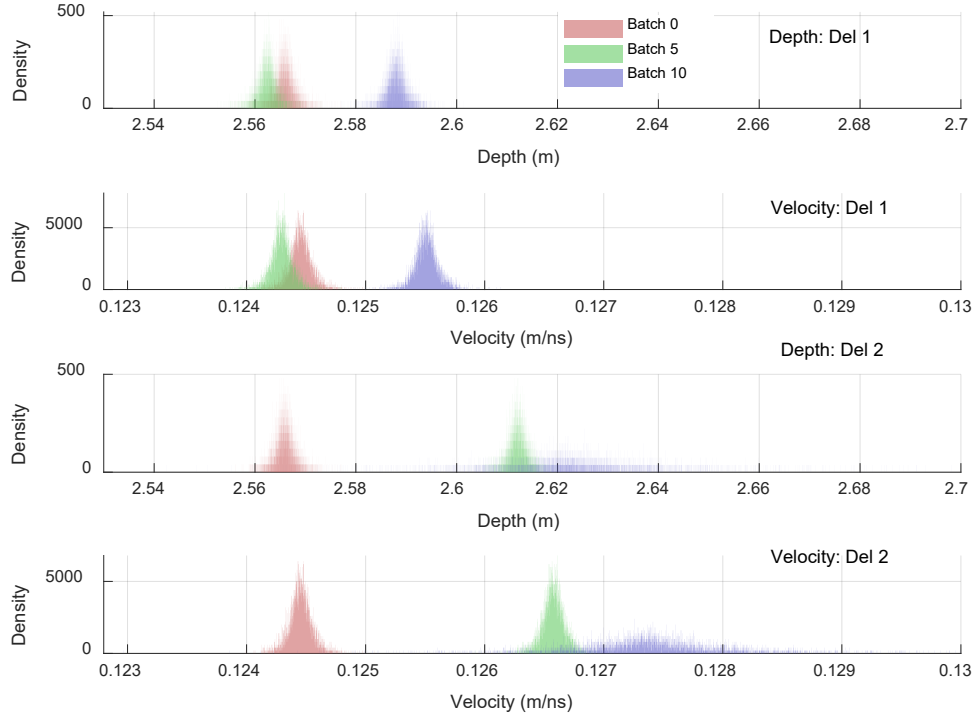 500
0
Density
Batch 0
Batch 5
Batch 10
Depth: Del 1
2.54 2.56 2.58 2.6 2.62 2.64 2.66 2.68 2.7
Depth (m)
5000
0
Density
Velocity: Del 1
0.123 0.124 0.125 0.126 0.127 0.128 0.129 0.13
Velocity (m/ns)
Depth: Del 2
500
0
Density
2.54 2.56 2.58 2.6 2.62 2.64 2.66 2.68 2.7
Depth (m)
Velocity: Del 2
5000
0
Density
0.123 0.124 0.125 0.126 0.127 0.128 0.129 0.13
Velocity (m/ns)